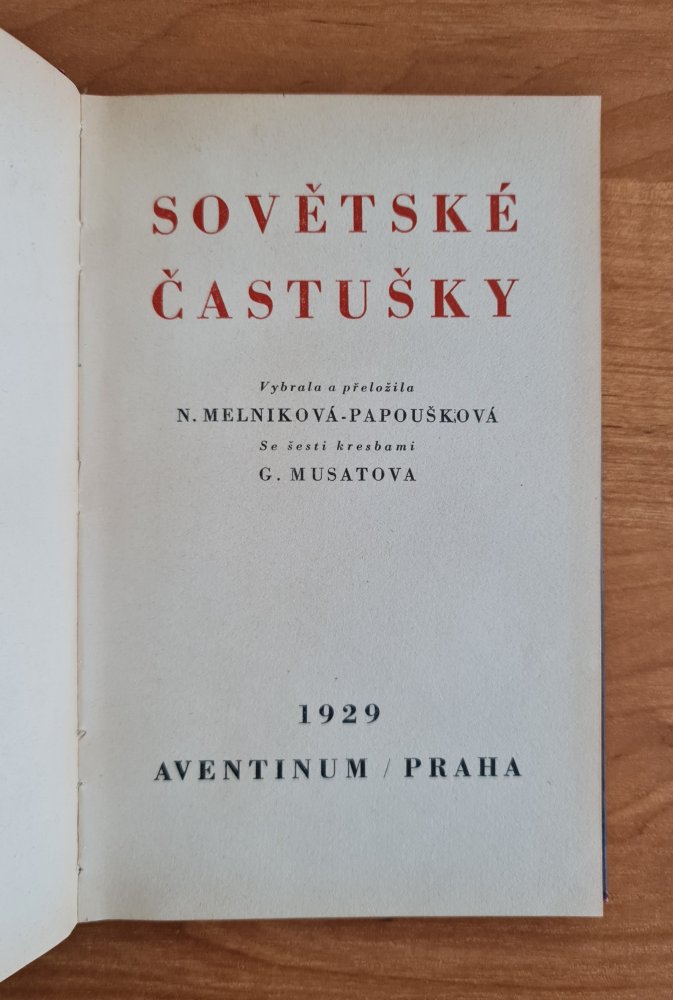 SOVĚTSKÉ
ČASTUŠKY
Vybrala a přeložila
N. MELNIKOVÁ-PAPOUŠKOVÁ
Se šesti kresbami
G. MUSATOVA
1929
AVENTINUM / PRAHA